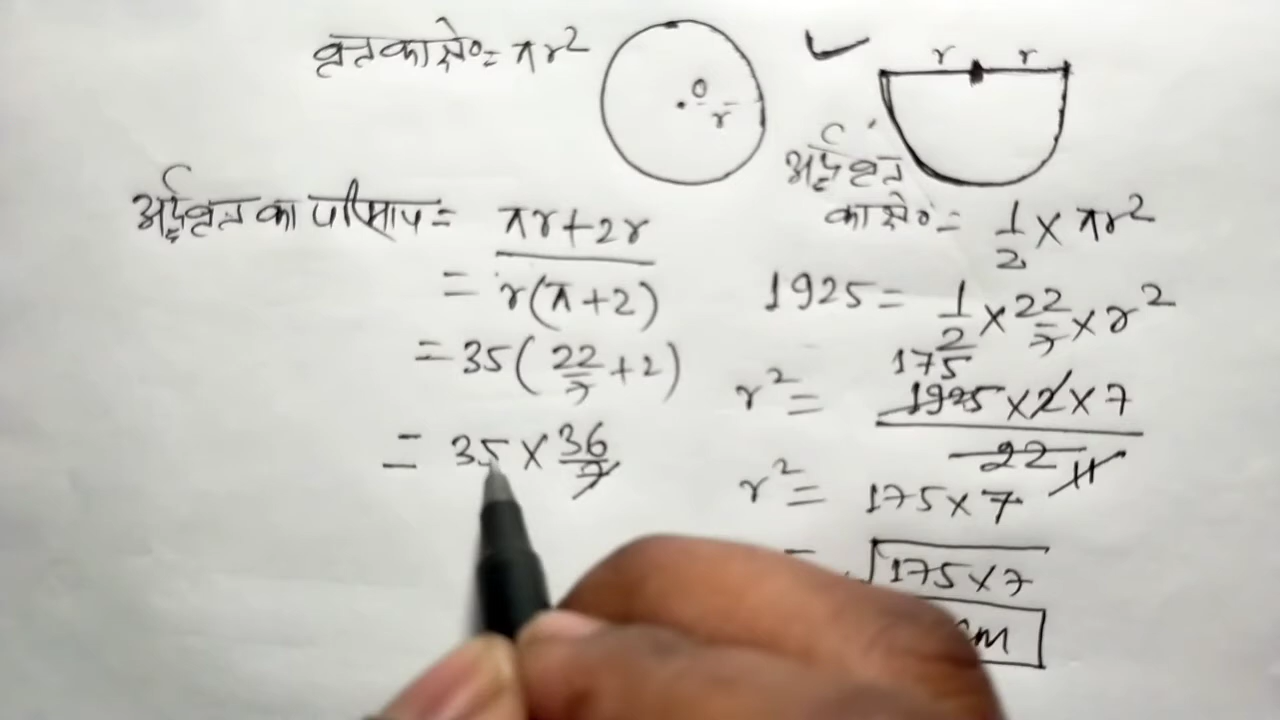 वृत्त का क्षे० = πr²
O
r
r r
अर्द्धवृत्त का परिमाप = πr+2r
= r(π+2)
= 35(22/7+2)
= 35×36/7
अर्द्धवृत्त
का क्षे० = 1/2 × πr²
1925 = 1/2 × 22/7 × r²
175
r² = 1925×2×7
22 11
r² = 175×7
= √175×7
cm